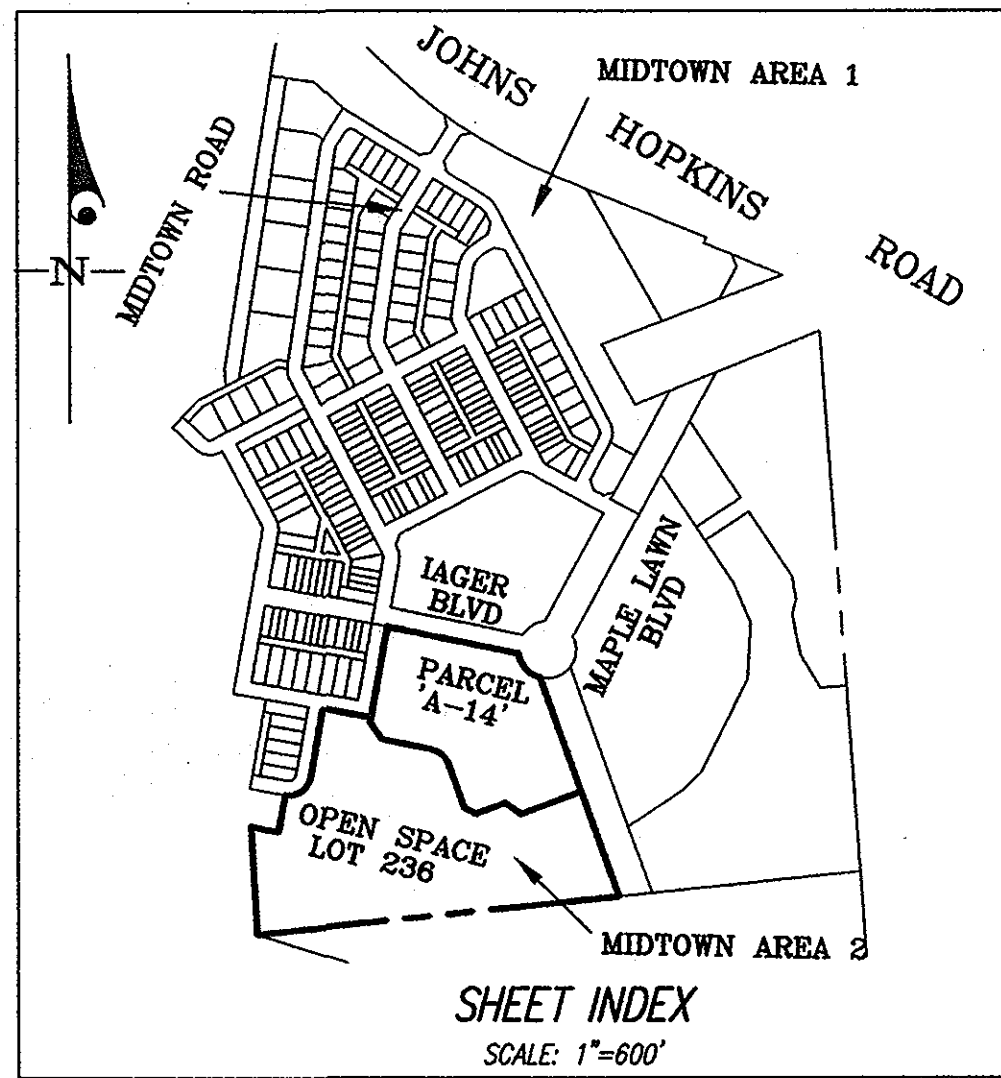 JOHNS
HOPKINS
ROAD
MIDTOWN AREA 1
MIDTOWN ROAD
N
IAGER
BLVD
MAPLE LAWN
BLVD
PARCEL
'A-14'
OPEN SPACE
LOT 236
MIDTOWN AREA 2
SHEET INDEX
SCALE: 1"=600'